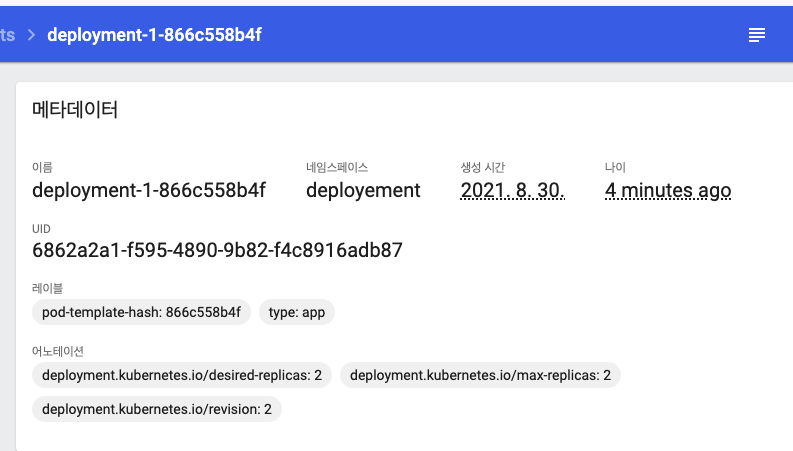 ts > deployment-1-866c558b4f
메타데이터
이름 네임스페이스 생성 시간 나이
deployment-1-866c558b4f deployement 2021. 8. 30. 4 minutes ago
UID
6862a2a1-f595-4890-9b82-f4c8916adb87
레이블
pod-template-hash: 866c558b4f type: app
어노테이션
deployment.kubernetes.io/desired-replicas: 2 deployment.kubernetes.io/max-replicas: 2
deployment.kubernetes.io/revision: 2